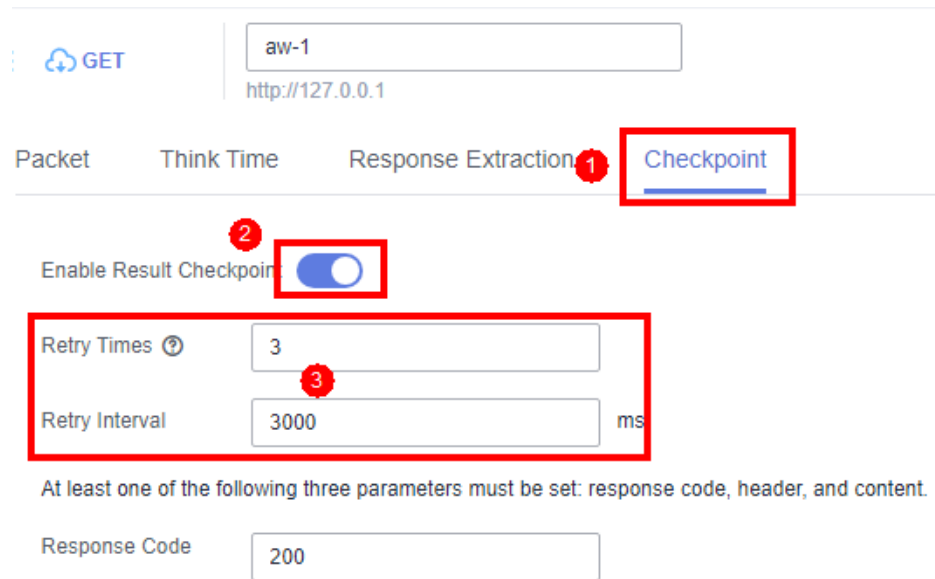 GET
aw-1
http://127.0.0.1
Packet Think Time Response Extraction 1 Checkpoint
2
Enable Result Checkpoin
Retry Times ? 3
3
Retry Interval 3000 ms
At least one of the following three parameters must be set: response code, header, and content.
Response Code 200